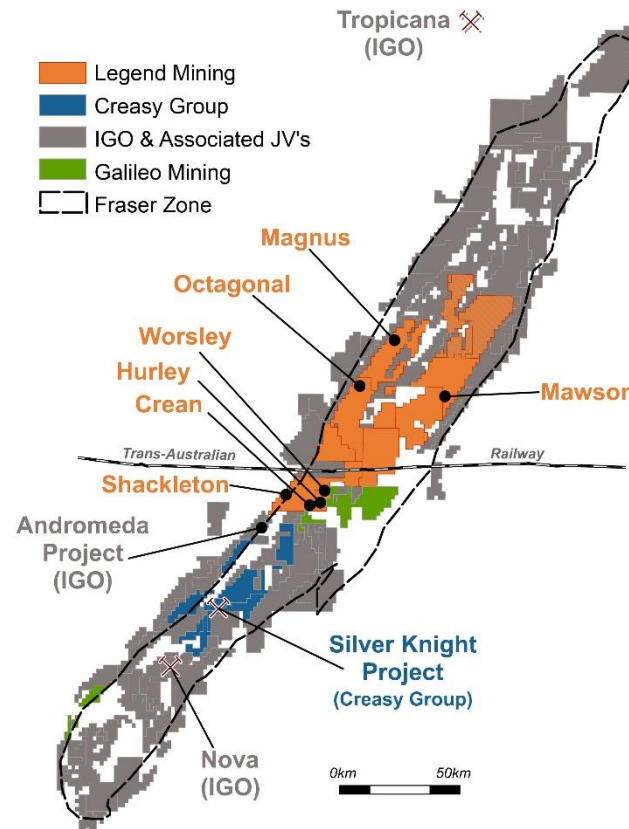 Tropicana
(IGO)
Legend Mining
Creasy Group
IGO & Associated JV's
Galileo Mining
Fraser Zone
Magnus
Octagonal
Worsley
Hurley
Crean
Mawson
Trans-Australian
Railway
Shackleton
Andromeda
Project
(IGO)
Silver Knight
Project
(Creasy Group)
Nova
(IGO)
0km
50km